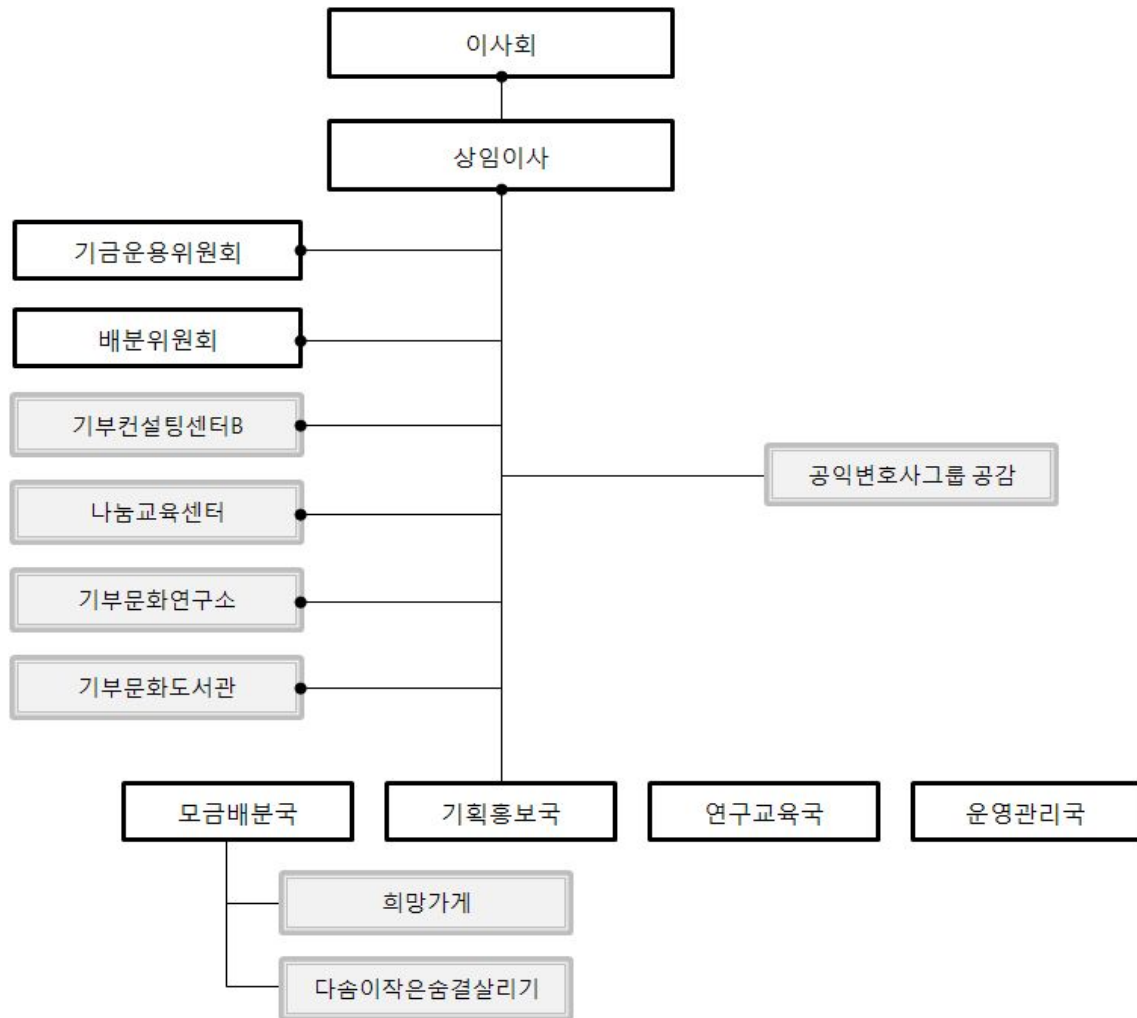 이사회
상임이사
기금운용위원회
배분위원회
기부컨설팅센터B
공익변호사그룹 공감
나눔교육센터
기부문화연구소
기부문화도서관
모금배분국
기획홍보국
연구교육국
운영관리국
희망가게
다솜이작은숨결살리기